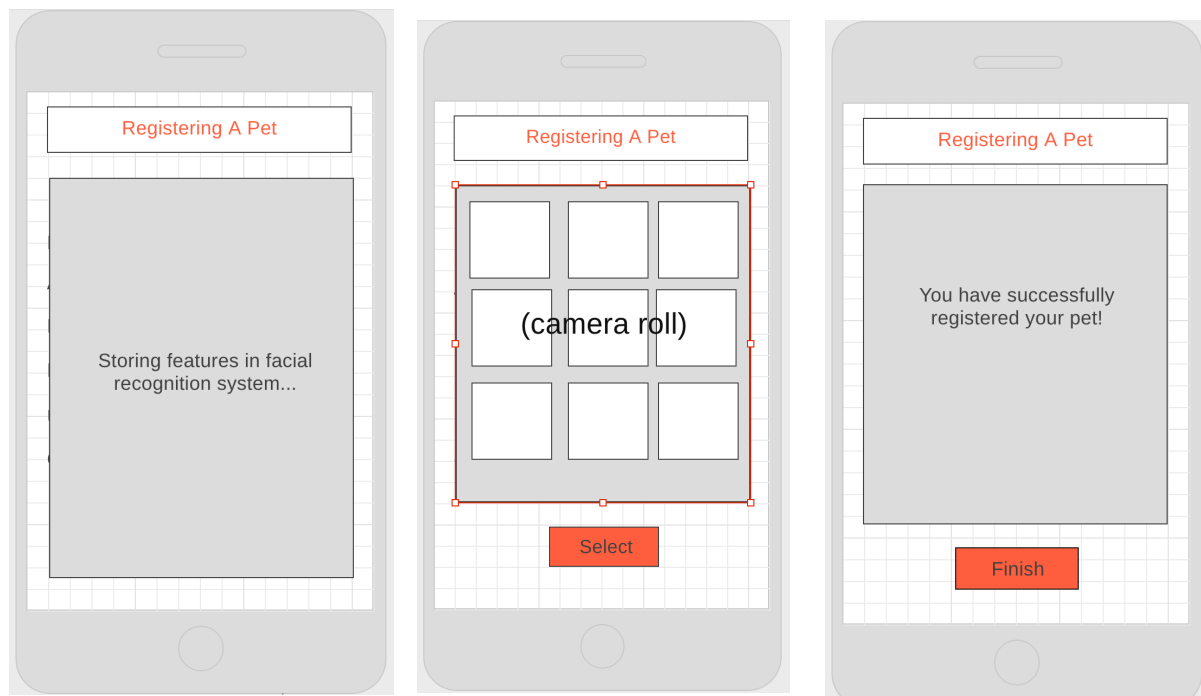 Registering A Pet
Storing features in facial
recognition system...
Registering A Pet
(camera roll)
Select
Registering A Pet
You have successfully
registered your pet!
Finish